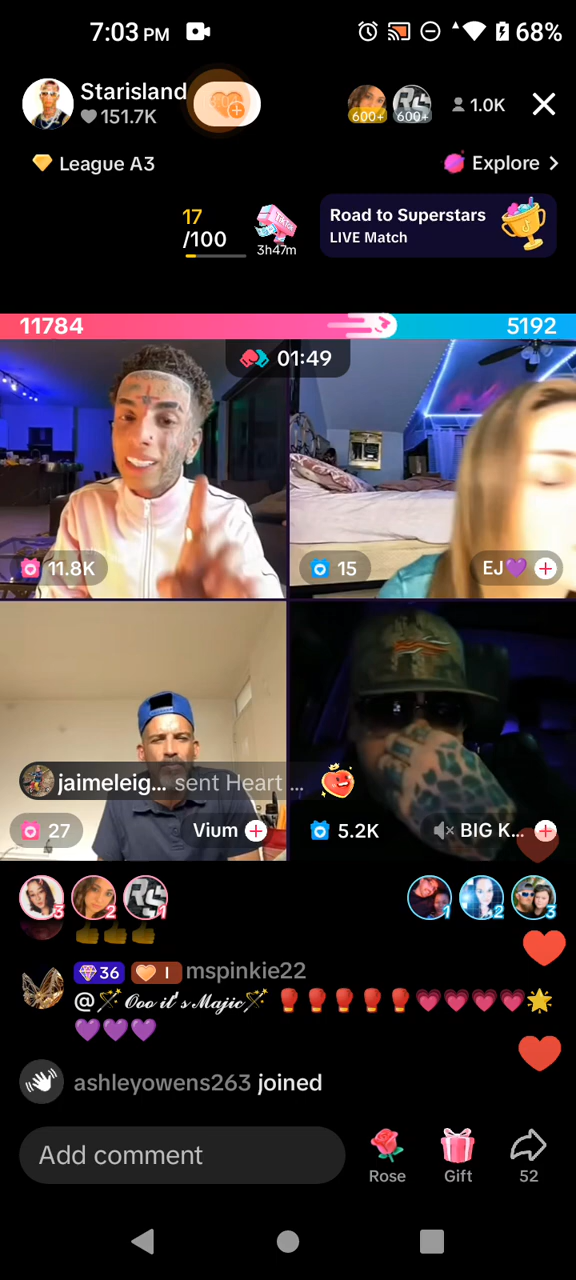 7:03 PM
68%
Starisland
151.7K
600+
600+
1.0K
League A3
Explore
17
/100
TikTok
3h47m
Road to Superstars
LIVE Match
11784
5192
01:49
11.8K
15
EJ💜
jaimeleig... sent Heart ...
27
Vium
5.2K
BIG K...
3
2
1
1
2
3
👍👍👍
36
I
mspinkie22
@🪄 𝓞𝓸𝓸 𝓲𝓽'𝓼 𝓜𝓪𝓳𝓲𝓬🪄 🥊🥊🥊🥊🥊💗💗💗💗🌟
💜💜💜
ashleyowens263 joined
Add comment
Rose
Gift
52